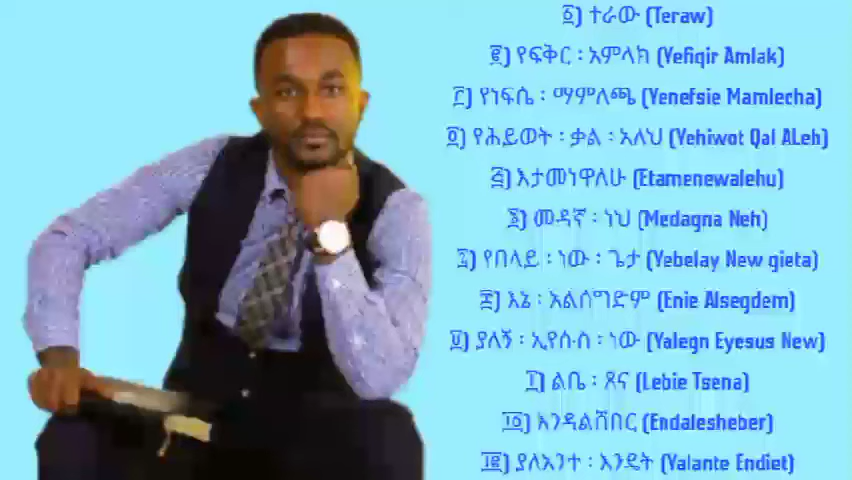 ፩) ተራው (Teraw)
፪) የፍቅር ፡ አምላክ (Yefiqir Amlak)
፫) የነፍሴ ፡ ማምለጫ (Yenefsie Mamlecha)
፬) የሕይወት ፡ ቃል ፡ አለህ (Yehiwot Qal ALeh)
፭) እታመነዋለሁ (Etamenewalehu)
፮) መዳኛ ፡ ነህ (Medagna Neh)
፯) የበላይ ፡ ነው ፡ ጌታ (Yebelay New gieta)
፰) እኔ ፡ አልሰግድም (Enie Alsegdem)
፱) ያለኝ ፡ ኢየሱስ ፡ ነው (Yalegn Eyesus New)
፲) ልቤ ፡ ጸና (Lebie Tsena)
፲፩) እንዳልሸበር (Endalesheber)
፲፪) ያለአንተ ፡ እንዴት (Yalante Endiet)